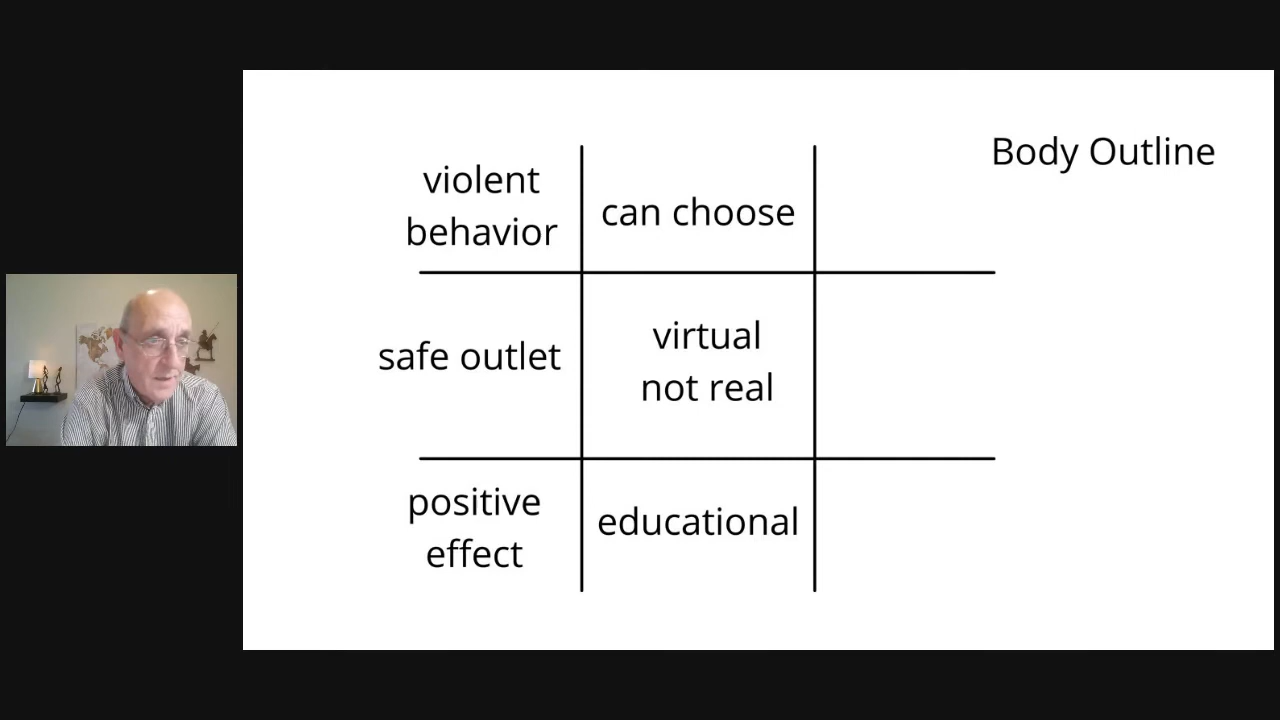 Body Outline
violent
behavior
can choose
safe outlet
virtual
not real
positive
effect
educational